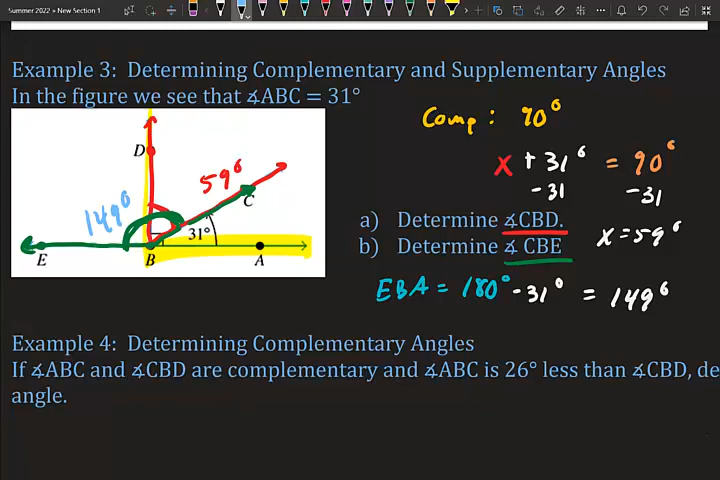 Summer 2022 » New Section 1
Example 3: Determining Complementary and Supplementary Angles
In the figure we see that ∡ABC = 31°
Comp : 90°
D
59°
x + 31° = 90°
-31 -31
149°
C
a) Determine ∡CBD.
31°
x = 59°
b) Determine ∡ CBE
E
B
A
EBA = 180° - 31° = 149°
Example 4: Determining Complementary Angles
If ∡ABC and ∡CBD are complementary and ∡ABC is 26° less than ∡CBD, de
angle.